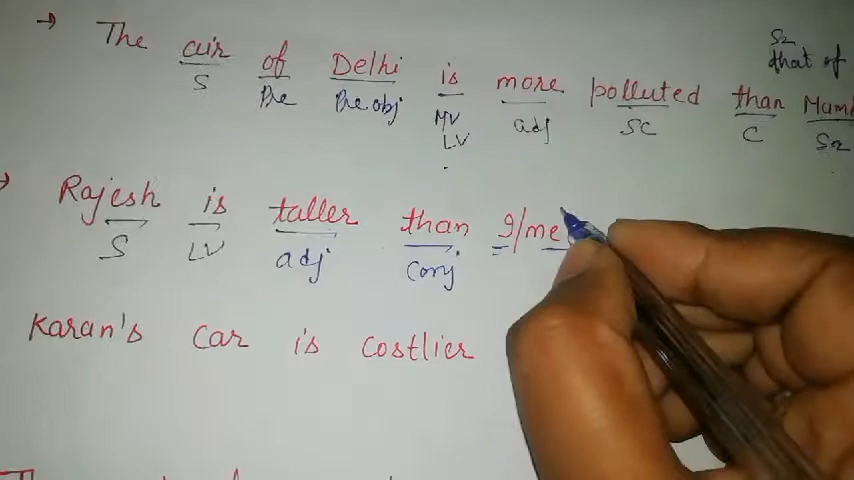 S2
that of
→ The air of Delhi is more polluted than Mum
S Pre Pre obj MV adj SC C S2
LV
→ Rajesh is taller than I/me
S LV adj Conj
Karan's car is costlier